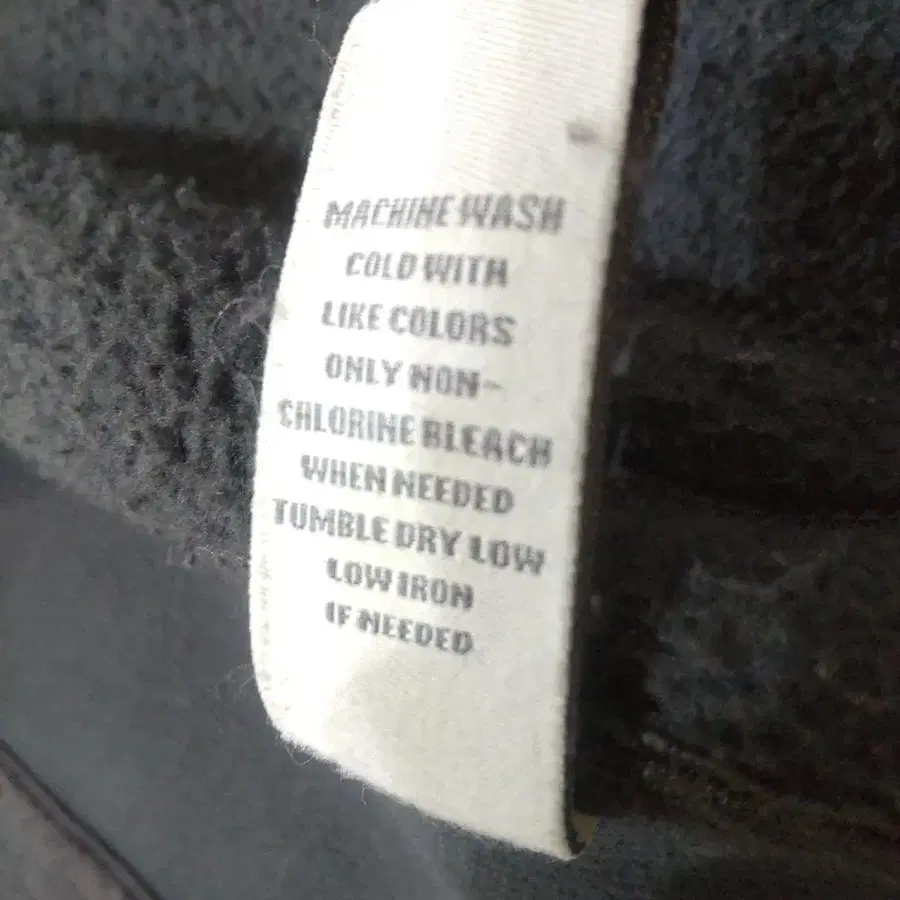 MACHINE WASH
COLD WITH
LIKE COLORS
ONLY NON-
CHLORINE BLEACH
WHEN NEEDED
TUMBLE DRY LOW
LOW IRON
IF NEEDED